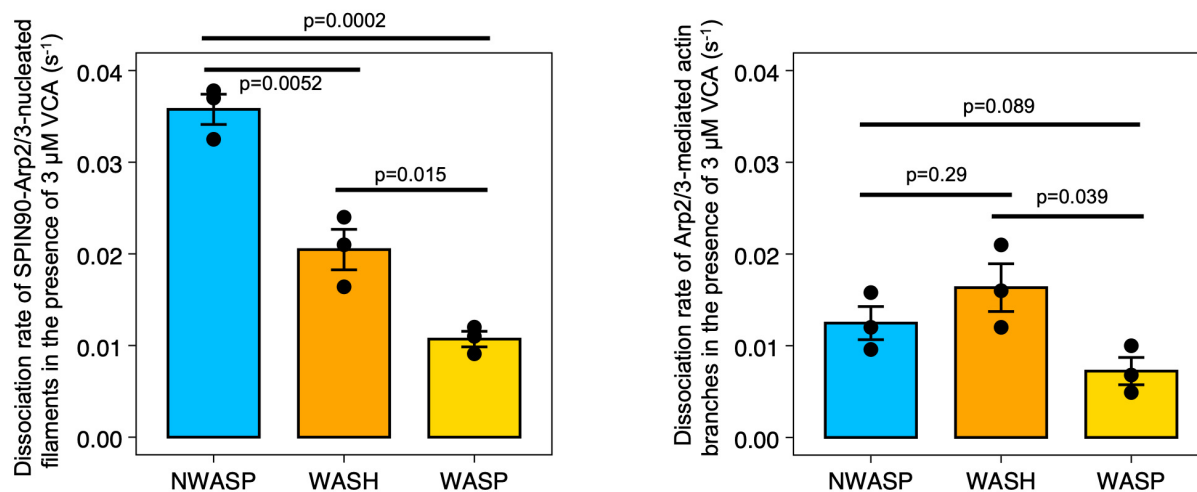 Dissociation rate of SPIN90-Arp2/3-nucleated
filaments in the presence of 3 µM VCA (s-1)
0.04
0.03
0.02
0.01
0.00
p=0.0002
p=0.0052
p=0.015
NWASP
WASH
WASP
Dissociation rate of Arp2/3-mediated actin
branches in the presence of 3 µM VCA (s-1)
0.04
0.03
0.02
0.01
0.00
p=0.089
p=0.29
p=0.039
NWASP
WASH
WASP